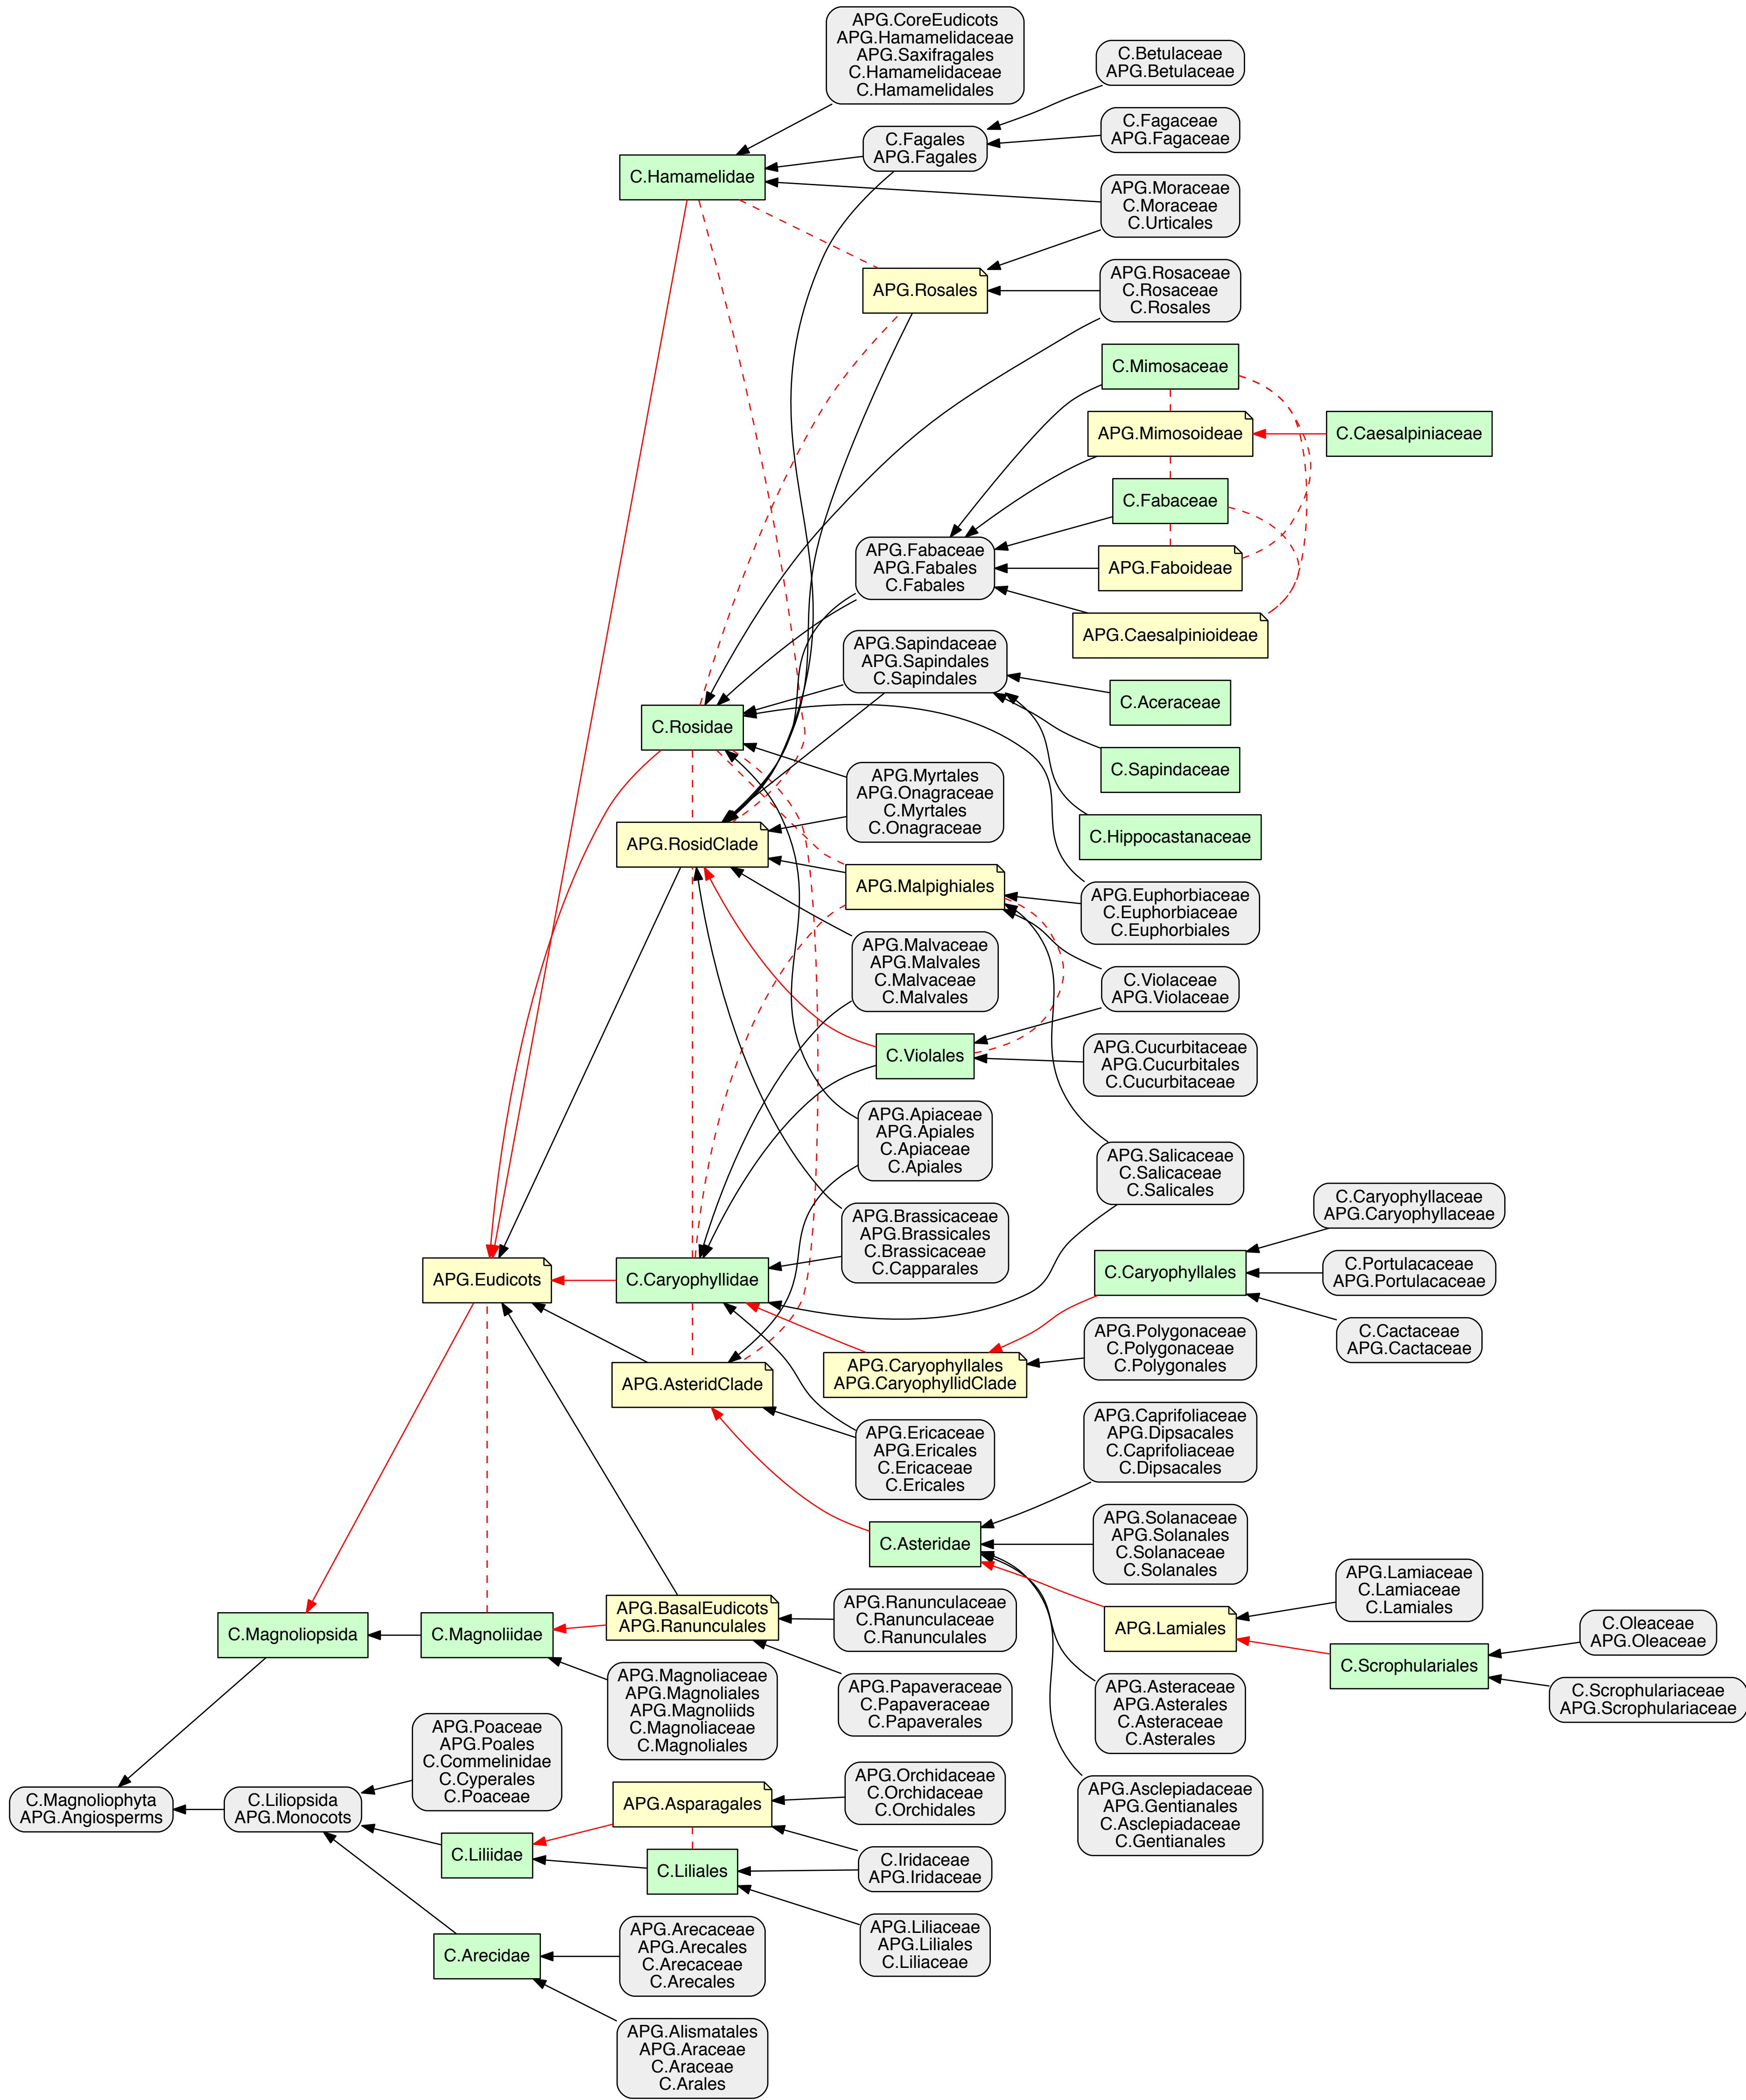 APG.CoreEudicots
APG.Hamamelidaceae
APG.Saxifragales
C.Hamamelidaceae
C.Hamamelidales
C.Betulaceae
APG.Betulaceae
C.Fagaceae
APG.Fagaceae
C.Fagales
APG.Fagales
C.Hamamelidae
APG.Moraceae
C.Moraceae
C.Urticales
APG.Rosales
APG.Rosaceae
C.Rosaceae
C.Rosales
C.Mimosaceae
APG.Mimosoideae
C.Caesalpiniaceae
C.Fabaceae
APG.Fabaceae
APG.Fabales
C.Fabales
APG.Faboideae
APG.Caesalpinioideae
APG.Sapindaceae
APG.Sapindales
C.Sapindales
C.Aceraceae
C.Rosidae
C.Sapindaceae
APG.Myrtales
APG.Onagraceae
C.Myrtales
C.Onagraceae
C.Hippocastanaceae
APG.RosidClade
APG.Malpighiales
APG.Euphorbiaceae
C.Euphorbiaceae
C.Euphorbiales
APG.Malvaceae
APG.Malvales
C.Malvaceae
C.Malvales
C.Violaceae
APG.Violaceae
C.Violales
APG.Cucurbitaceae
APG.Cucurbitales
C.Cucurbitaceae
APG.Apiaceae
APG.Apiales
C.Apiaceae
C.Apiales
APG.Salicaceae
C.Salicaceae
C.Salicales
APG.Brassicaceae
APG.Brassicales
C.Brassicaceae
C.Capparales
C.Caryophyllaceae
APG.Caryophyllaceae
APG.Eudicots
C.Caryophyllidae
C.Caryophyllales
C.Portulacaceae
APG.Portulacaceae
C.Cactaceae
APG.Cactaceae
APG.Polygonaceae
C.Polygonaceae
C.Polygonales
APG.AsteridClade
APG.Caryophyllales
APG.CaryophyllidClade
APG.Caprifoliaceae
APG.Dipsacales
C.Caprifoliaceae
C.Dipsacales
APG.Ericaceae
APG.Ericales
C.Ericaceae
C.Ericales
C.Asteridae
APG.Solanaceae
APG.Solanales
C.Solanaceae
C.Solanales
APG.Lamiaceae
C.Lamiaceae
C.Lamiales
C.Magnoliopsida
C.Magnoliidae
APG.BasalEudicots
APG.Ranunculales
APG.Ranunculaceae
C.Ranunculaceae
C.Ranunculales
APG.Lamiales
C.Oleaceae
APG.Oleaceae
C.Scrophulariales
C.Scrophulariaceae
APG.Scrophulariaceae
APG.Magnoliaceae
APG.Magnoliales
APG.Magnoliids
C.Magnoliaceae
C.Magnoliales
APG.Papaveraceae
C.Papaveraceae
C.Papaverales
APG.Asteraceae
APG.Asterales
C.Asteraceae
C.Asterales
APG.Poaceae
APG.Poales
C.Commelinidae
C.Cyperales
C.Poaceae
C.Magnoliophyta
APG.Angiosperms
C.Liliopsida
APG.Monocots
APG.Asparagales
APG.Orchidaceae
C.Orchidaceae
C.Orchidales
APG.Asclepiadaceae
APG.Gentianales
C.Asclepiadaceae
C.Gentianales
C.Liliidae
C.Liliales
C.Iridaceae
APG.Iridaceae
APG.Liliaceae
APG.Liliales
C.Liliaceae
C.Arecidae
APG.Arecaceae
APG.Arecales
C.Arecaceae
C.Arecales
APG.Alismatales
APG.Araceae
C.Araceae
C.Arales